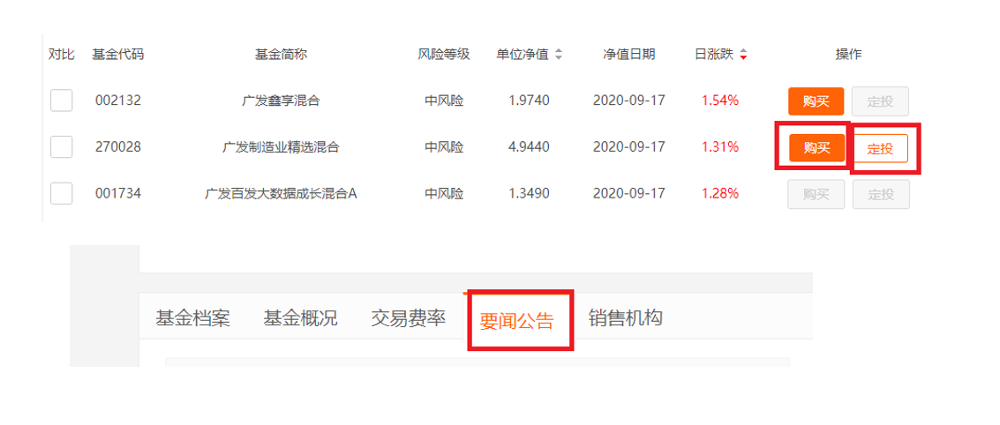 对比 基金代码 基金简称 风险等级 单位净值 净值日期 日涨跌 操作
002132 广发鑫享混合 中风险 1.9740 2020-09-17 1.54% 购买 定投
270028 广发制造业精选混合 中风险 4.9440 2020-09-17 1.31% 购买 定投
001734 广发百发大数据成长混合A 中风险 1.3490 2020-09-17 1.28% 购买 定投
基金档案 基金概况 交易费率 要闻公告 销售机构